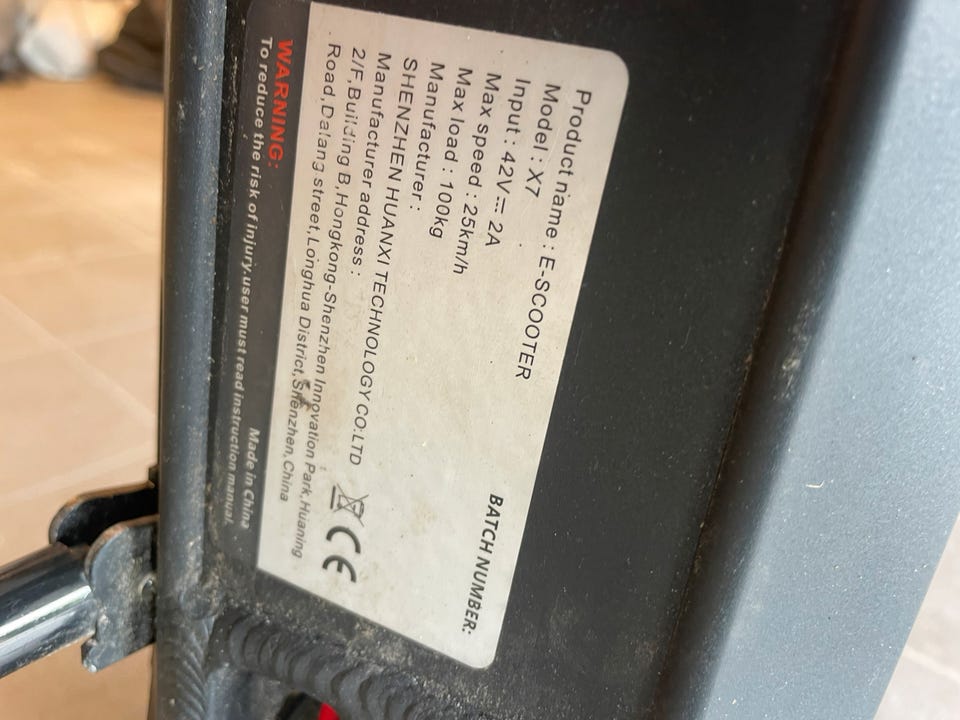 Product name : E-SCOOTER
Model : X7
Input : 42V⎓ 2A
Max speed : 25km/h
Max load : 100kg
Manufacturer :
SHENZHEN HUANXI TECHNOLOGY CO.LTD
Manufacturer address :
2/F,Building B,Hongkong-Shenzhen Innovation Park,Huaning
Road,Dalang street,Longhua District,Shenzhen,China
BATCH NUMBER:
CE
WARNING:
Made in China
To reduce the risk of injury.user must read instruction manual.